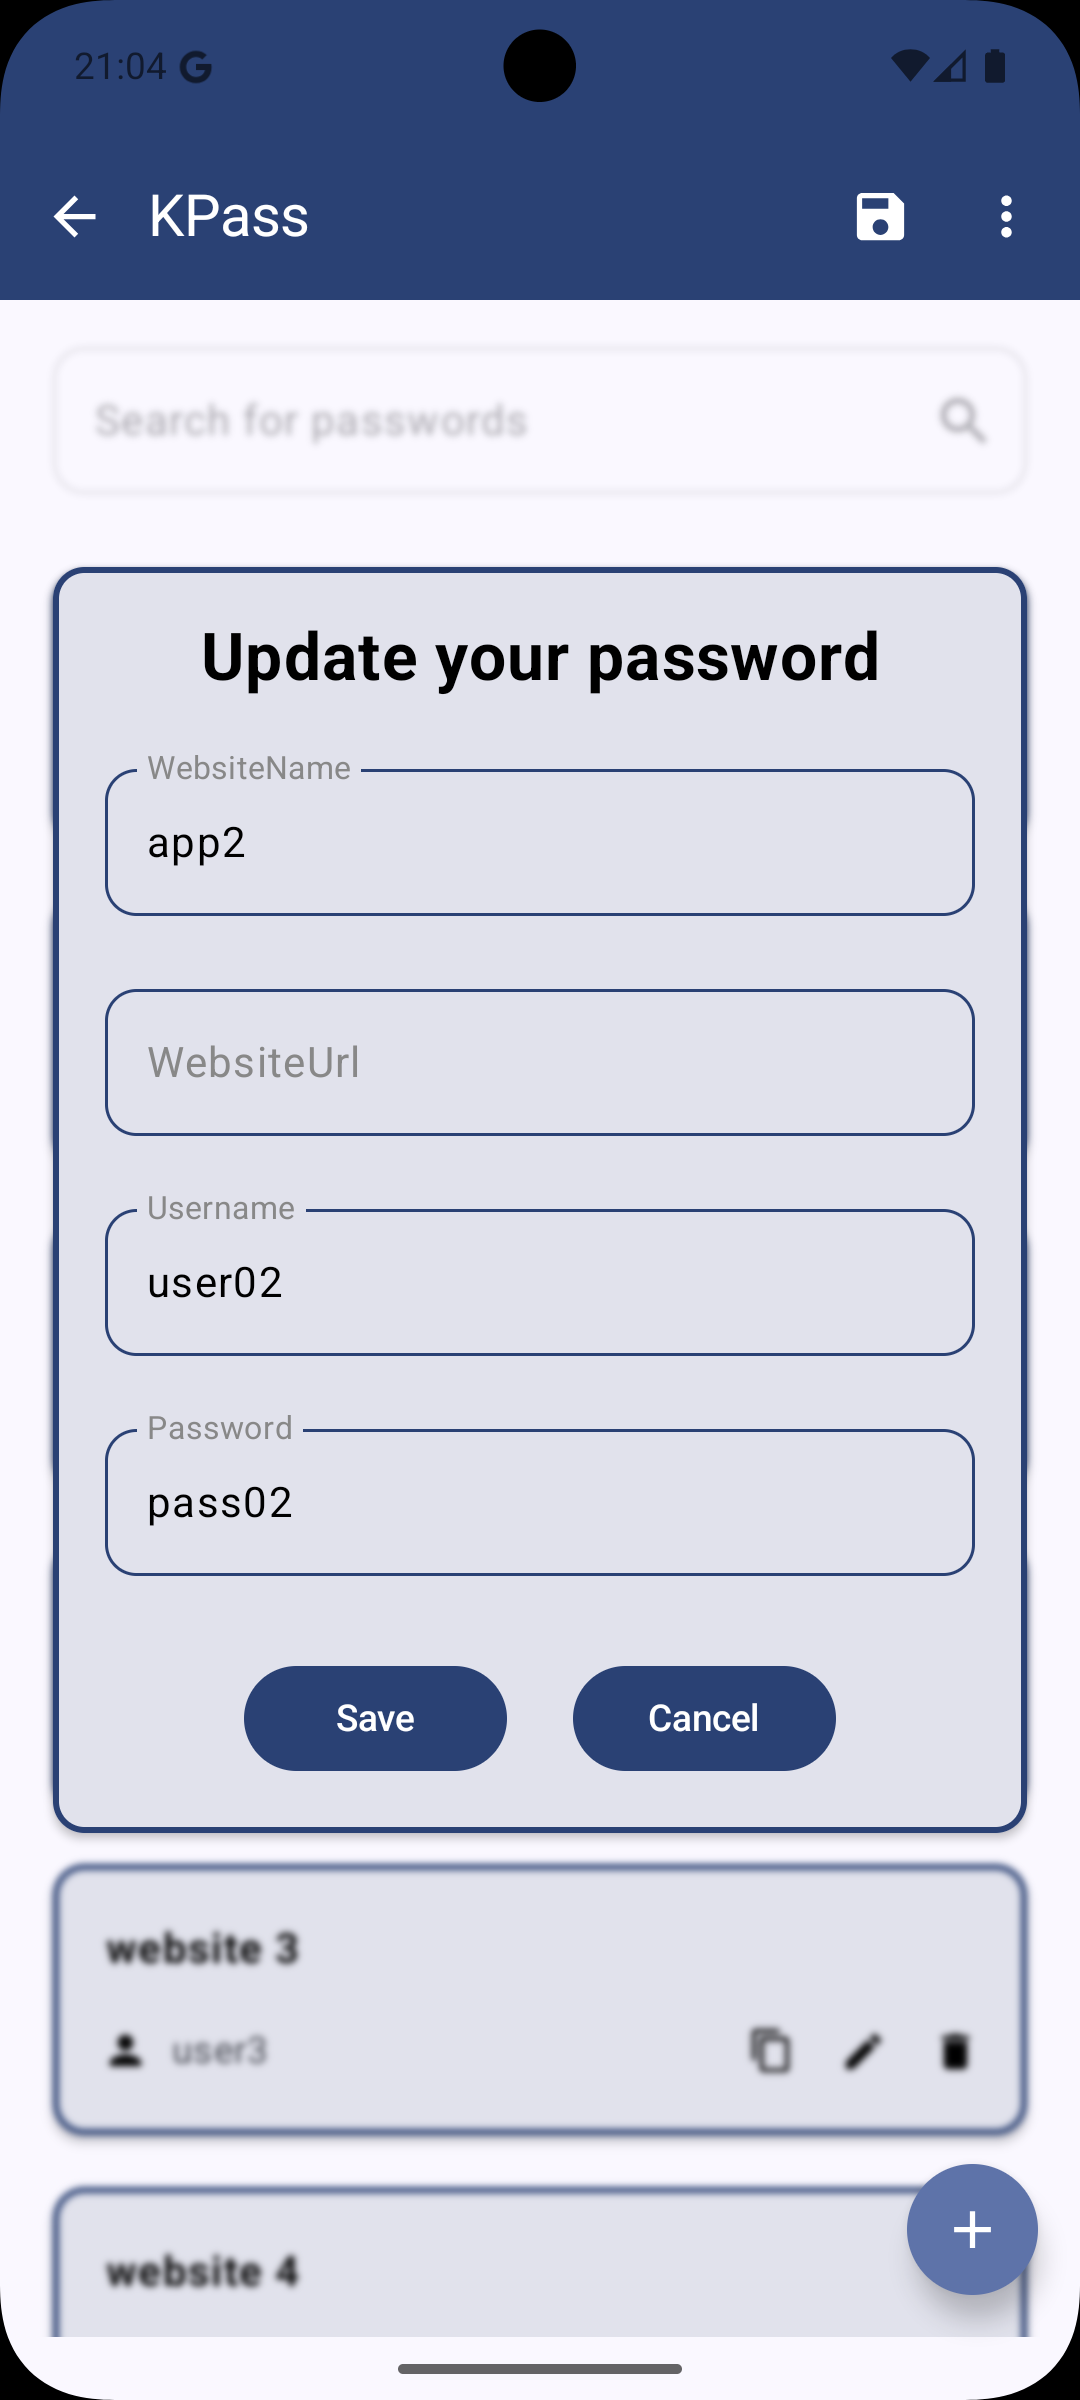 21:04
KPass
Search for passwords
Update your password
WebsiteName
app2
WebsiteUrl
Username
user02
Password
pass02
Save
Cancel
website 3
user3
website 4